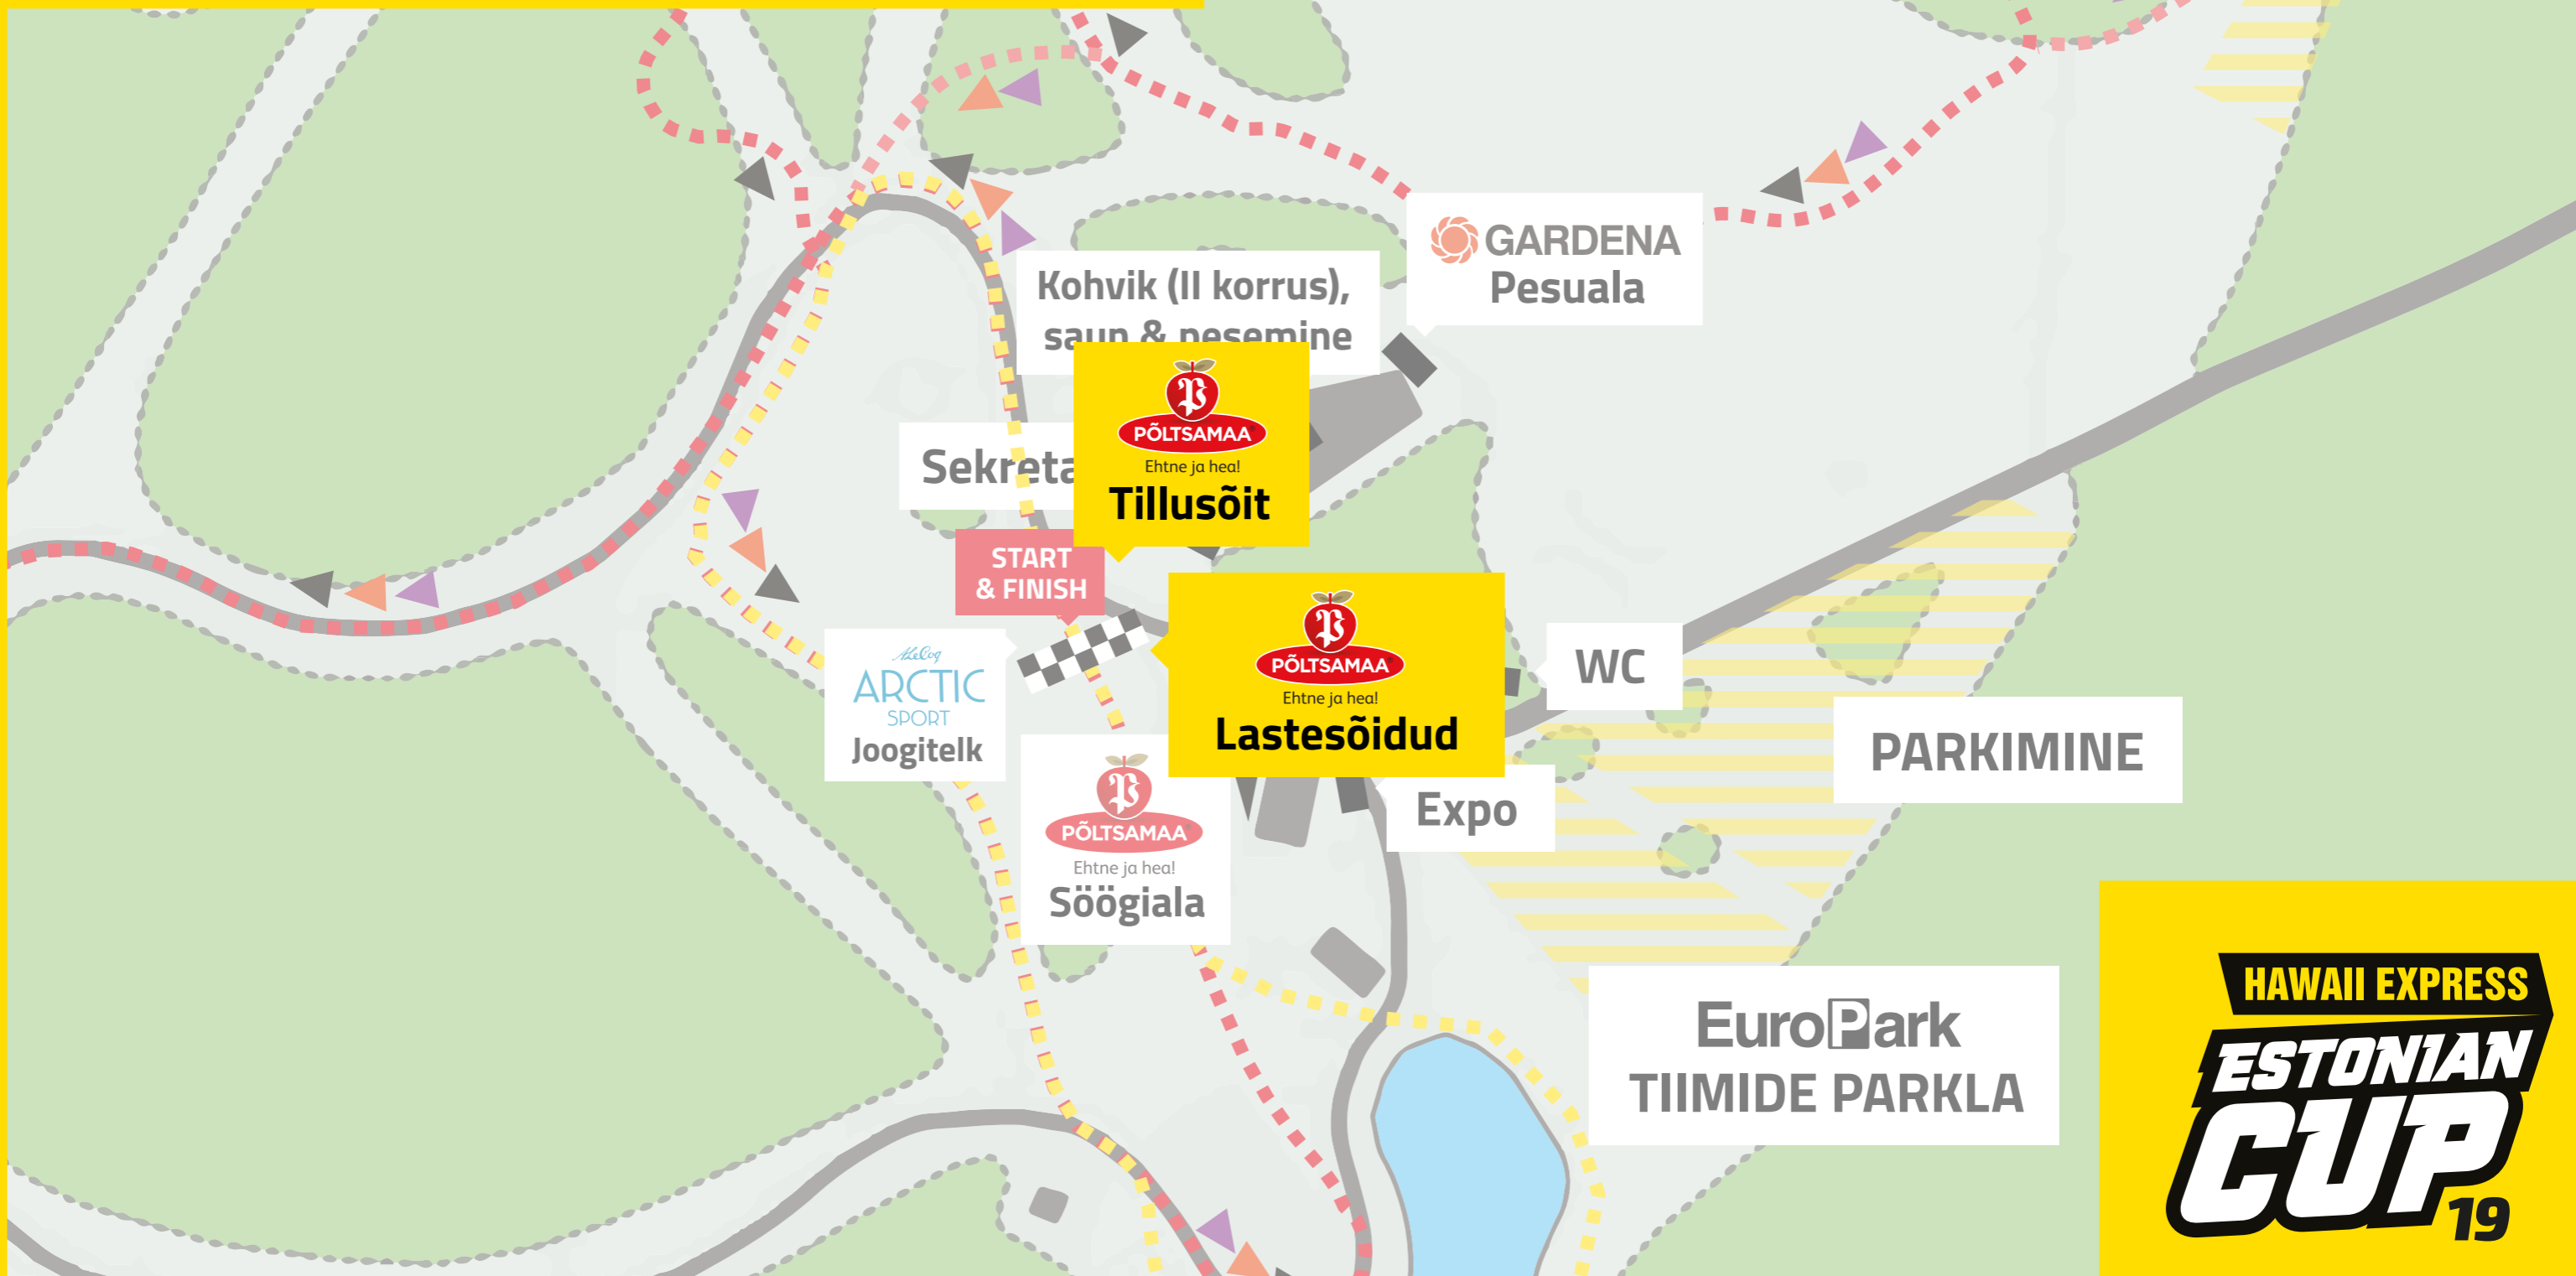 GARDENA
Pesuala
Kohvik (II korrus),
saun & pesemine
PÕLTSAMAA
Ehtne ja hea!
Tillusõit
START
& FINISH
PÕLTSAMAA
Ehtne ja hea!
Lastesõidud
WC
ALeCoq
ARCTIC
SPORT
Joogitelk
PARKIMINE
PÕLTSAMAA
Ehtne ja hea!
Söögiala
Expo
EuroPark
TIIMIDE PARKLA
HAWAII EXPRESS
ESTONIAN
CUP
19